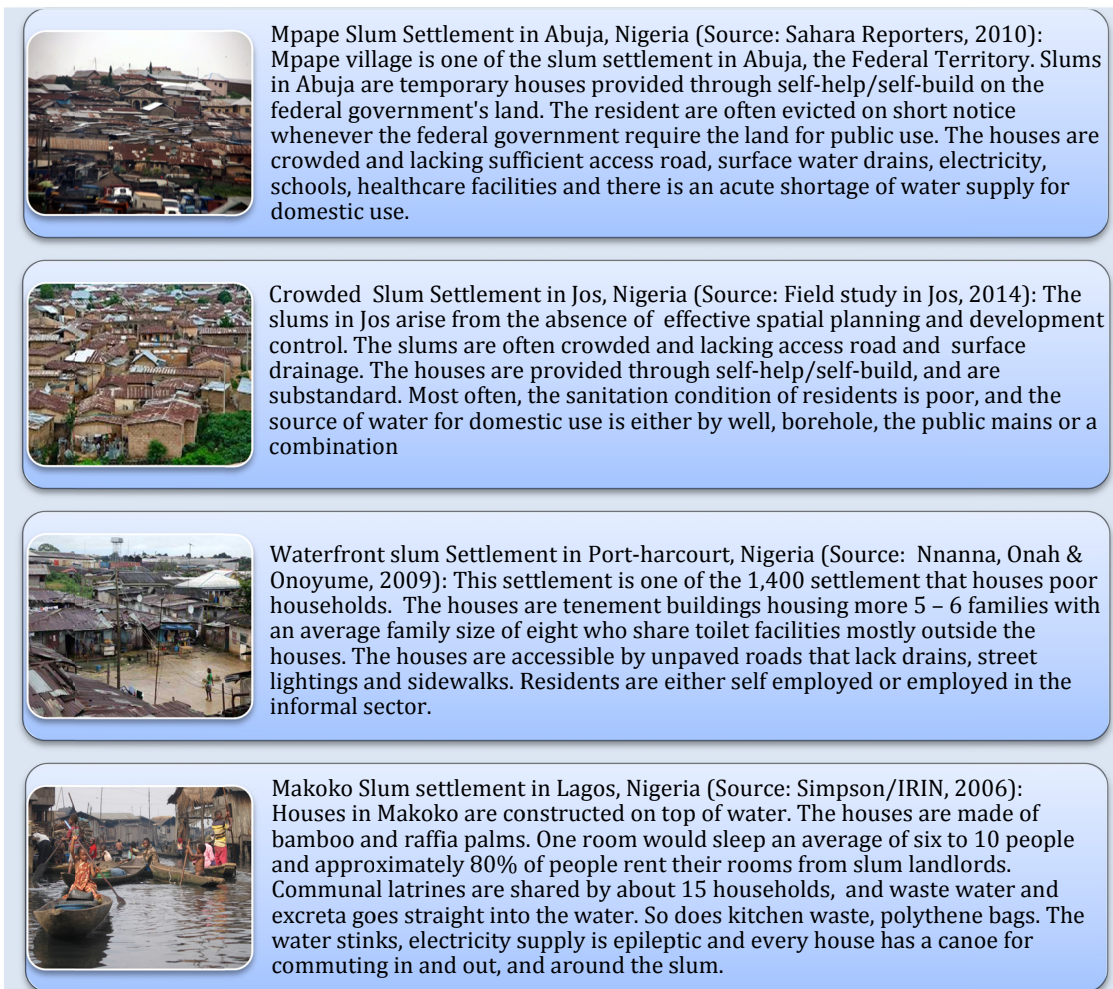 Mpape Slum Settlement in Abuja, Nigeria (Source: Sahara Reporters, 2010):
Mpape village is one of the slum settlement in Abuja, the Federal Territory. Slums
in Abuja are temporary houses provided through self-help/self-build on the
federal government's land. The resident are often evicted on short notice
whenever the federal government require the land for public use. The houses are
crowded and lacking sufficient access road, surface water drains, electricity,
schools, healthcare facilities and there is an acute shortage of water supply for
domestic use.
Crowded Slum Settlement in Jos, Nigeria (Source: Field study in Jos, 2014): The
slums in Jos arise from the absence of effective spatial planning and development
control. The slums are often crowded and lacking access road and surface
drainage. The houses are provided through self-help/self-build, and are
substandard. Most often, the sanitation condition of residents is poor, and the
source of water for domestic use is either by well, borehole, the public mains or a
combination
Waterfront slum Settlement in Port-harcourt, Nigeria (Source: Nnanna, Onah &
Onoyume, 2009): This settlement is one of the 1,400 settlement that houses poor
households. The houses are tenement buildings housing more 5 – 6 families with
an average family size of eight who share toilet facilities mostly outside the
houses. The houses are accessible by unpaved roads that lack drains, street
lightings and sidewalks. Residents are either self employed or employed in the
informal sector.
Makoko Slum settlement in Lagos, Nigeria (Source: Simpson/IRIN, 2006):
Houses in Makoko are constructed on top of water. The houses are made of
bamboo and raffia palms. One room would sleep an average of six to 10 people
and approximately 80% of people rent their rooms from slum landlords.
Communal latrines are shared by about 15 households, and waste water and
excreta goes straight into the water. So does kitchen waste, polythene bags. The
water stinks, electricity supply is epileptic and every house has a canoe for
commuting in and out, and around the slum.